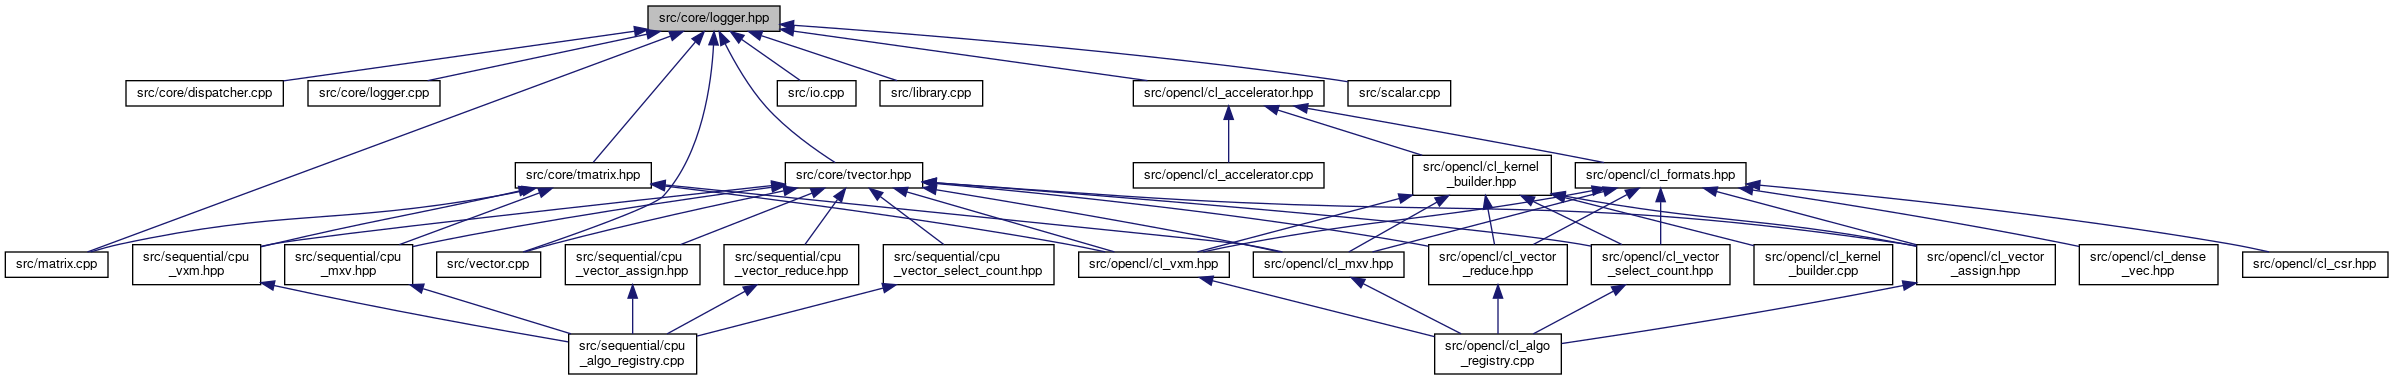 src/core/logger.hpp
src/core/dispatcher.cpp
src/core/logger.cpp
src/io.cpp
src/library.cpp
src/opencl/cl_accelerator.hpp
src/scalar.cpp
src/core/tmatrix.hpp
src/core/tvector.hpp
src/opencl/cl_accelerator.cpp
src/opencl/cl_kernel
_builder.hpp
src/opencl/cl_formats.hpp
src/matrix.cpp
src/sequential/cpu
_vxm.hpp
src/sequential/cpu
_mxv.hpp
src/vector.cpp
src/sequential/cpu
_vector_assign.hpp
src/sequential/cpu
_vector_reduce.hpp
src/sequential/cpu
_vector_select_count.hpp
src/opencl/cl_vxm.hpp
src/opencl/cl_mxv.hpp
src/opencl/cl_vector
_reduce.hpp
src/opencl/cl_vector
_select_count.hpp
src/opencl/cl_kernel
_builder.cpp
src/opencl/cl_vector
_assign.hpp
src/opencl/cl_dense
_vec.hpp
src/opencl/cl_csr.hpp
src/sequential/cpu
_algo_registry.cpp
src/opencl/cl_algo
_registry.cpp